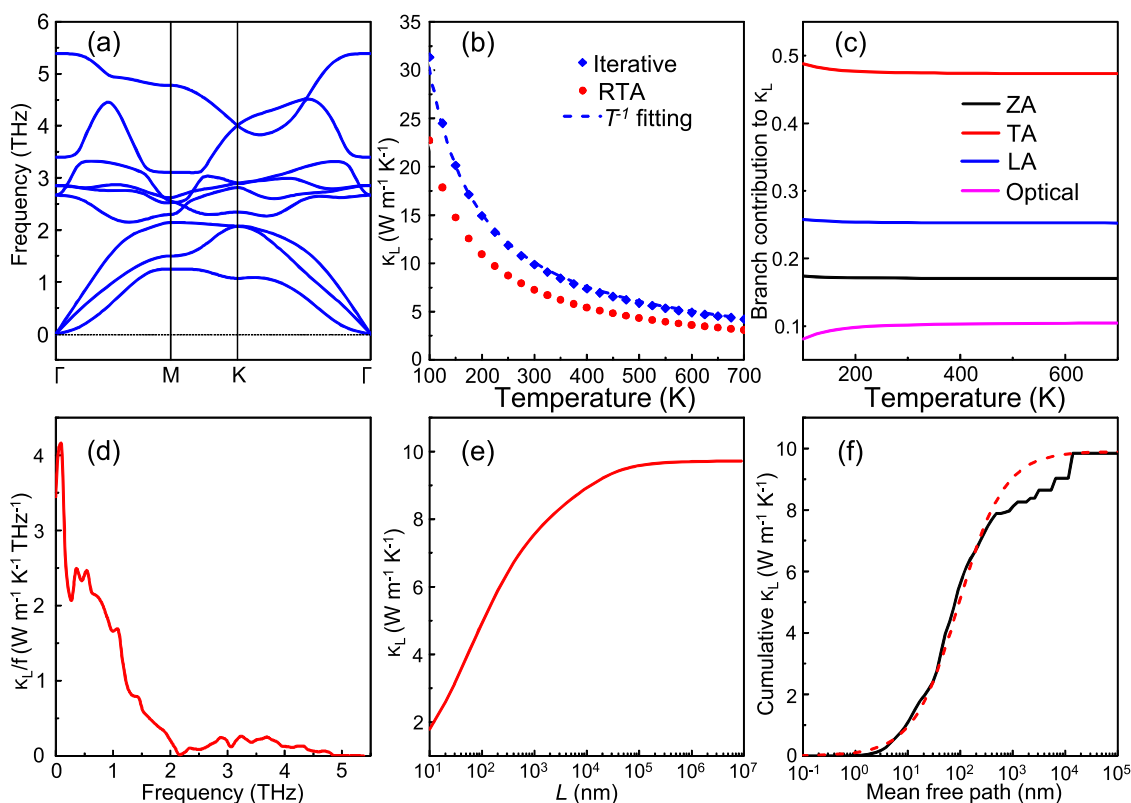 (a)
Frequency (THz)
6
5
4
3
2
1
0
Γ M K Γ
(b)
κL (W m-1 K-1)
35
30
25
20
15
10
5
0
Iterative
RTA
T-1 fitting
100 200 300 400 500 600 700
Temperature (K)
(c)
Branch contribution to κL
0.5
0.4
0.3
0.2
0.1
ZA
TA
LA
Optical
200 400 600
Temperature (K)
(d)
κL/f (W m-1 K-1 THz-1)
4
3
2
1
0
0 1 2 3 4 5
Frequency (THz)
(e)
κL (W m-1 K-1)
10
8
6
4
2
10¹ 10² 10³ 10⁴ 10⁵ 10⁶ 10⁷
L (nm)
(f)
Cumulative κL (W m-1 K-1)
10
8
6
4
2
0
10-1 10⁰ 10¹ 10² 10³ 10⁴ 10⁵
Mean free path (nm)